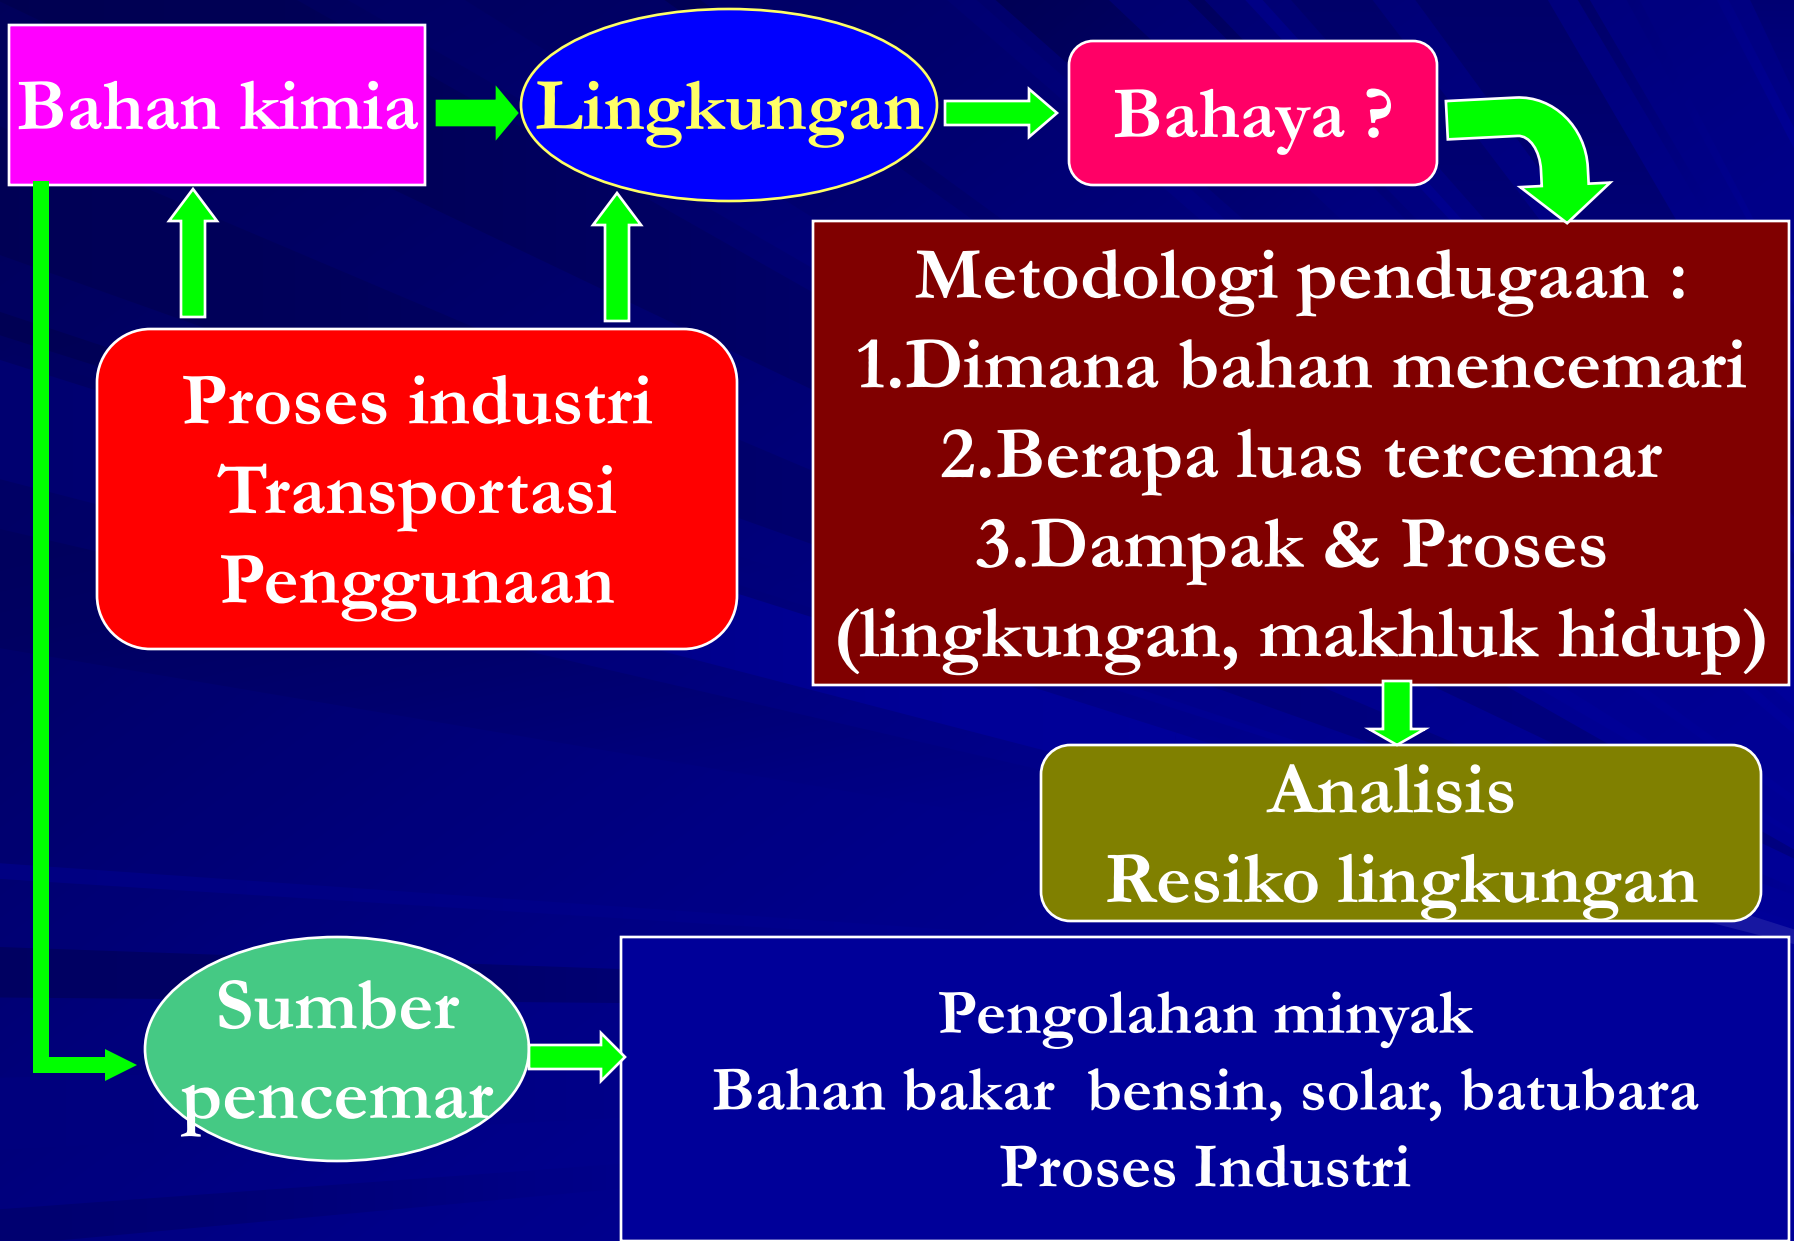 Bahan kimia
Lingkungan
Bahaya ?
Metodologi pendugaan :
1.Dimana bahan mencemari
2.Berapa luas tercemar
3.Dampak & Proses
(lingkungan, makhluk hidup)
Proses industri
Transportasi
Penggunaan
Analisis
Resiko lingkungan
Sumber
pencemar
Pengolahan minyak
Bahan bakar  bensin, solar, batubara
Proses Industri